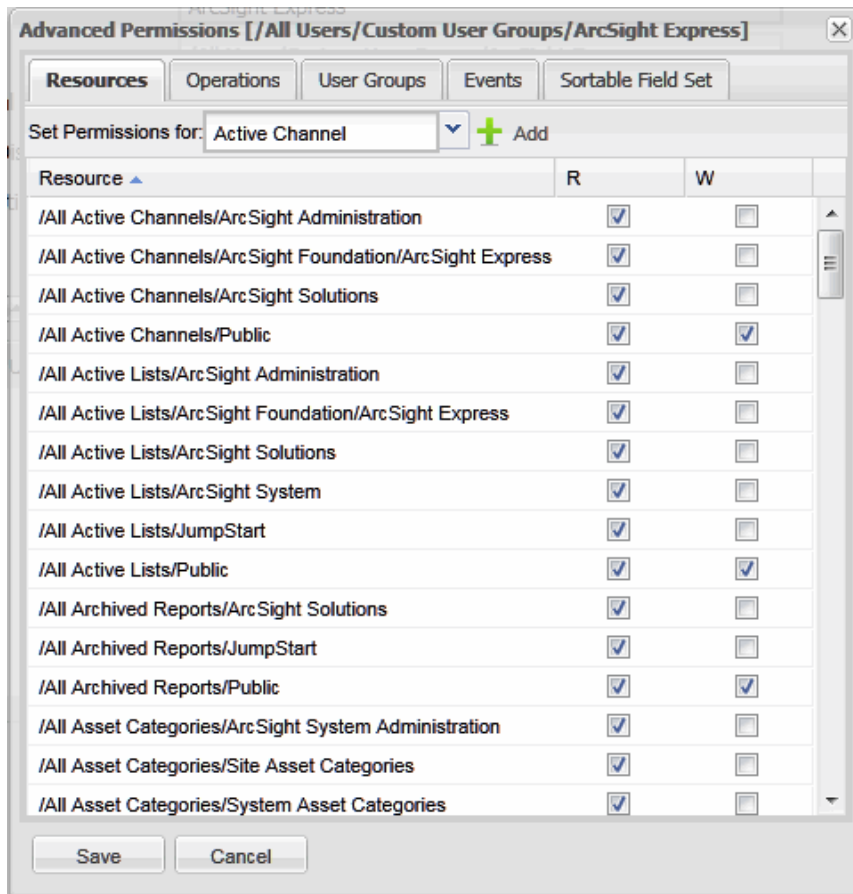 ArcSight Express
Advanced Permissions [/All Users/Custom User Groups/ArcSight Express]
Resources Operations User Groups Events Sortable Field Set
Set Permissions for: Active Channel Add
Resource R W
/All Active Channels/ArcSight Administration
/All Active Channels/ArcSight Foundation/ArcSight Express
/All Active Channels/ArcSight Solutions
/All Active Channels/Public
/All Active Lists/ArcSight Administration
/All Active Lists/ArcSight Foundation/ArcSight Express
/All Active Lists/ArcSight Solutions
/All Active Lists/ArcSight System
/All Active Lists/JumpStart
/All Active Lists/Public
/All Archived Reports/ArcSight Solutions
/All Archived Reports/JumpStart
/All Archived Reports/Public
/All Asset Categories/ArcSight System Administration
/All Asset Categories/Site Asset Categories
/All Asset Categories/System Asset Categories
Save Cancel